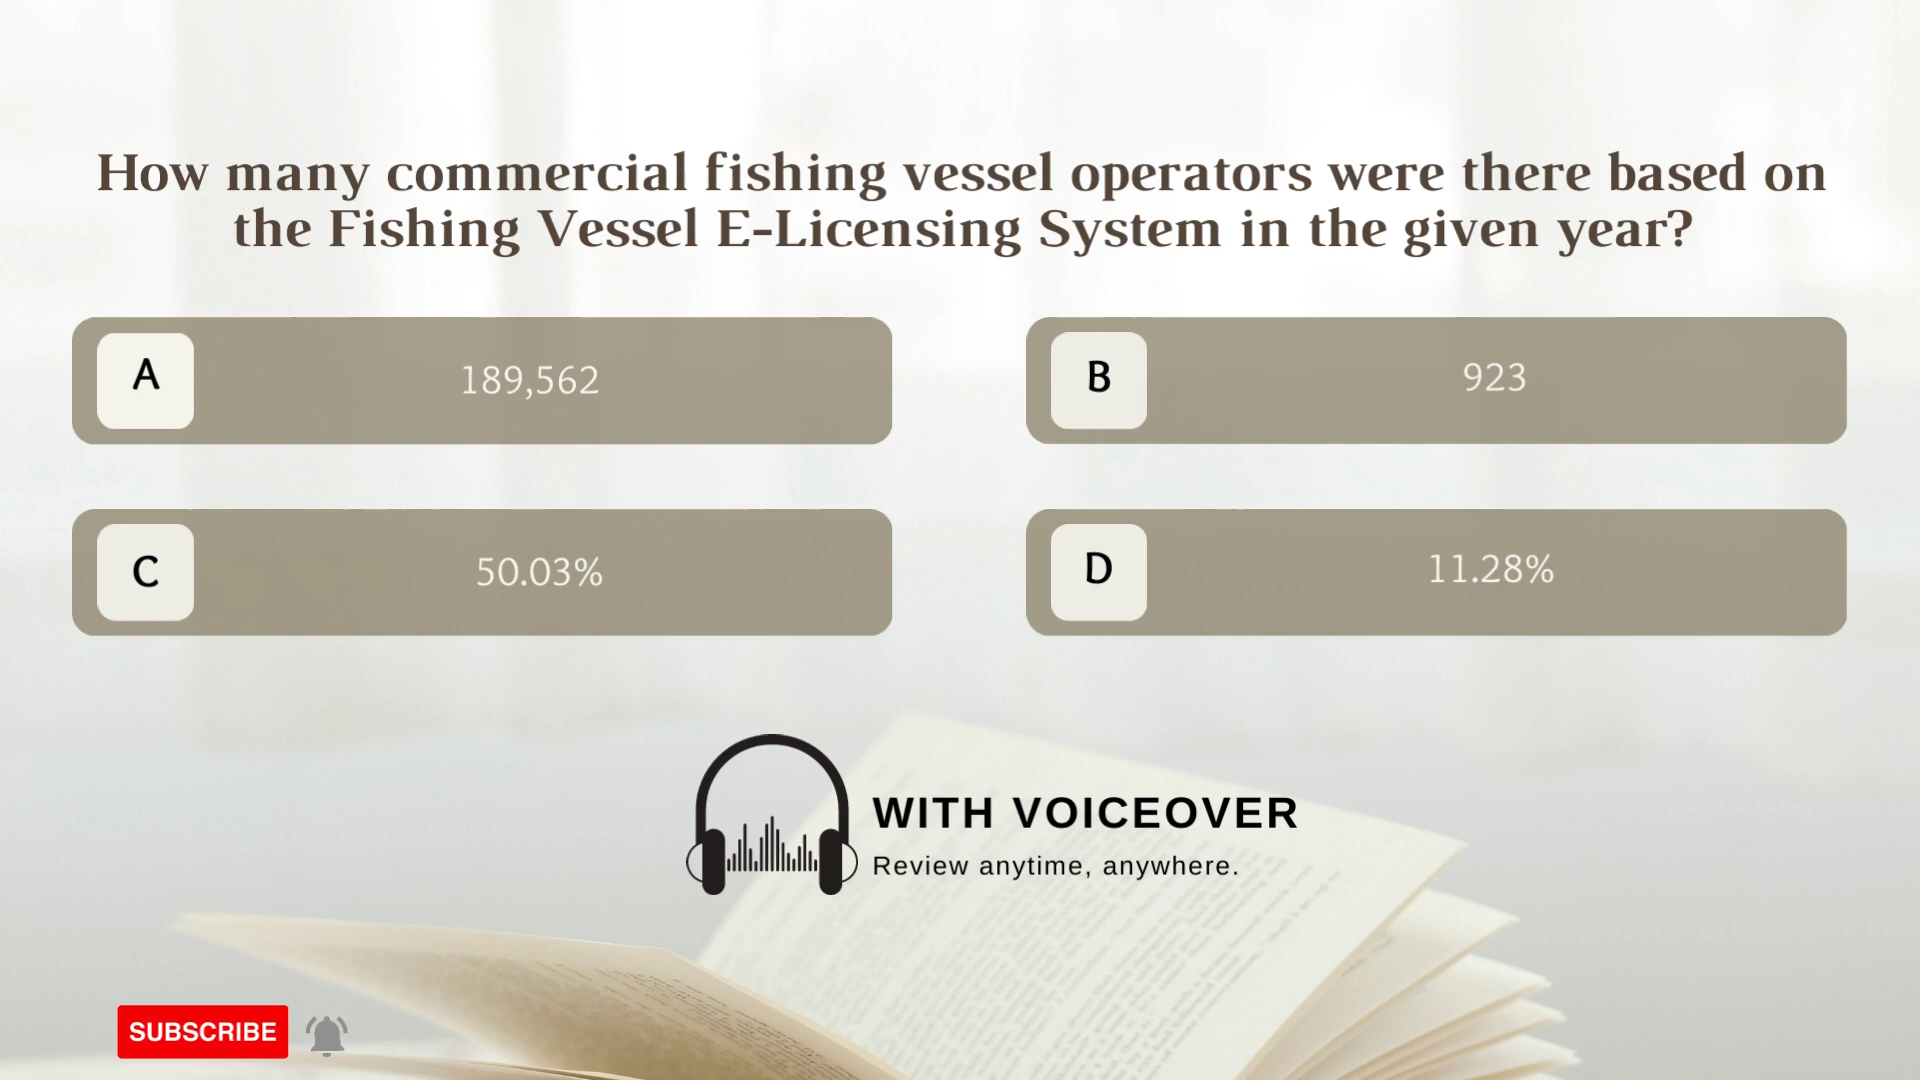 How many commercial fishing vessel operators were there based on
the Fishing Vessel E-Licensing System in the given year?
A
189,562
B
923
C
50.03%
D
11.28%
WITH VOICEOVER
Review anytime, anywhere.
SUBSCRIBE